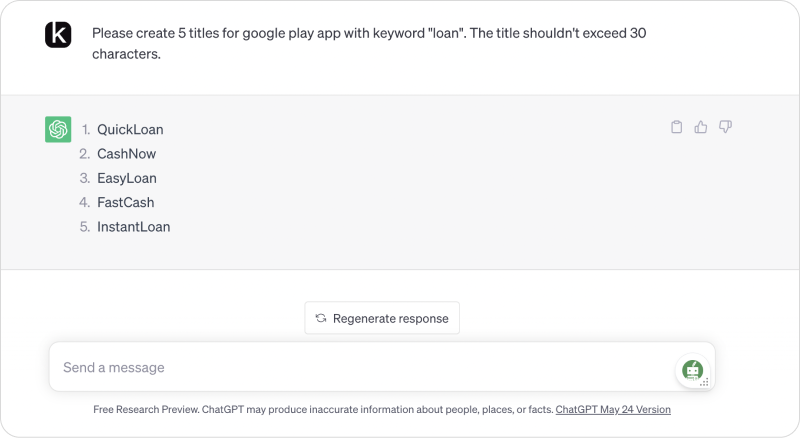 k
Please create 5 titles for google play app with keyword "loan". The title shouldn't exceed 30
characters.
1. QuickLoan
2. CashNow
3. EasyLoan
4. FastCash
5. InstantLoan
Regenerate response
Send a message
Free Research Preview. ChatGPT may produce inaccurate information about people, places, or facts. ChatGPT May 24 Version